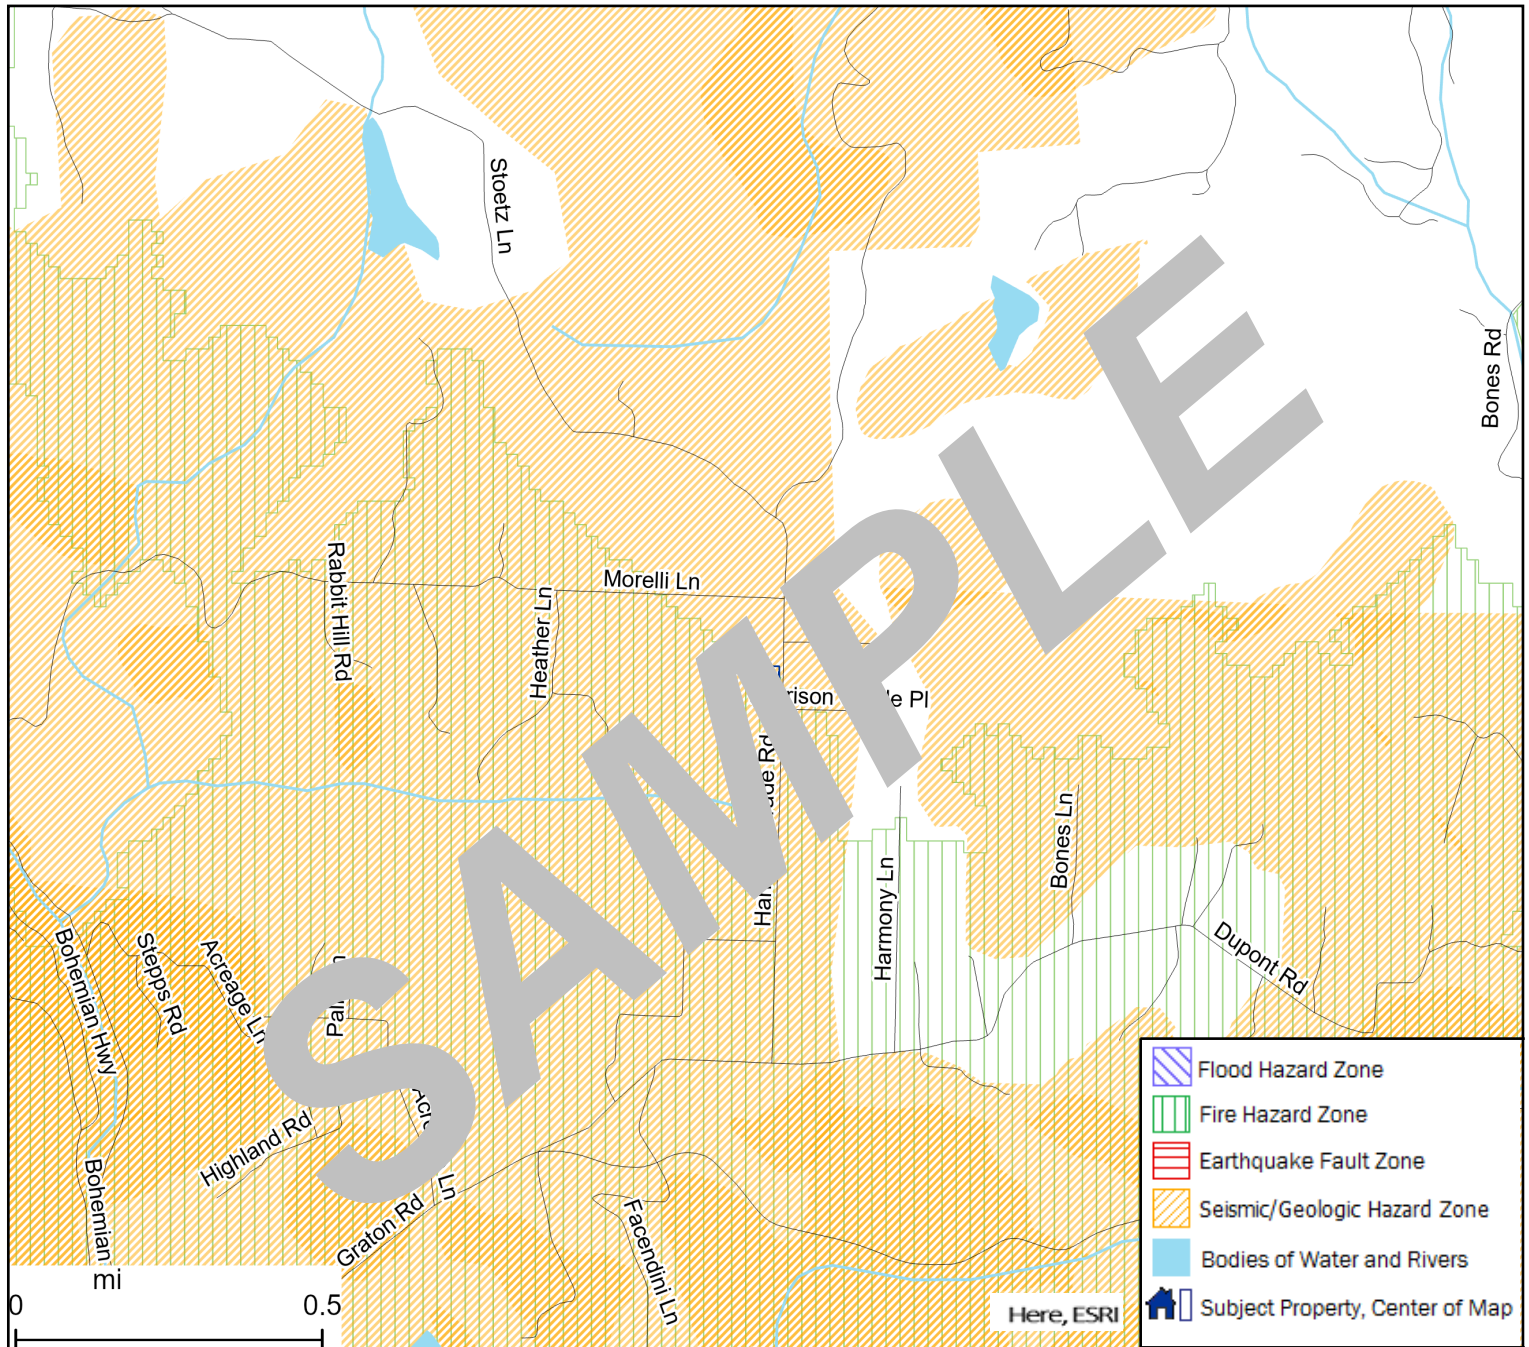 Stoetz Ln
Bones Rd
Rabbit Hill Rd
Morelli Ln
Heather Ln
rison
le Pl
Bones Ln
Harmony Ln
Dupont Rd
Bohemian Hwy
Stepps Rd
Acreage Ln
Highland Rd
Ln
Graton Rd
Facendini Ln
Bohemian
SAMPLE
Flood Hazard Zone
Fire Hazard Zone
Earthquake Fault Zone
Seismic/Geologic Hazard Zone
Bodies of Water and Rivers
Subject Property, Center of Map
mi
0 0.5
Here, ESRI